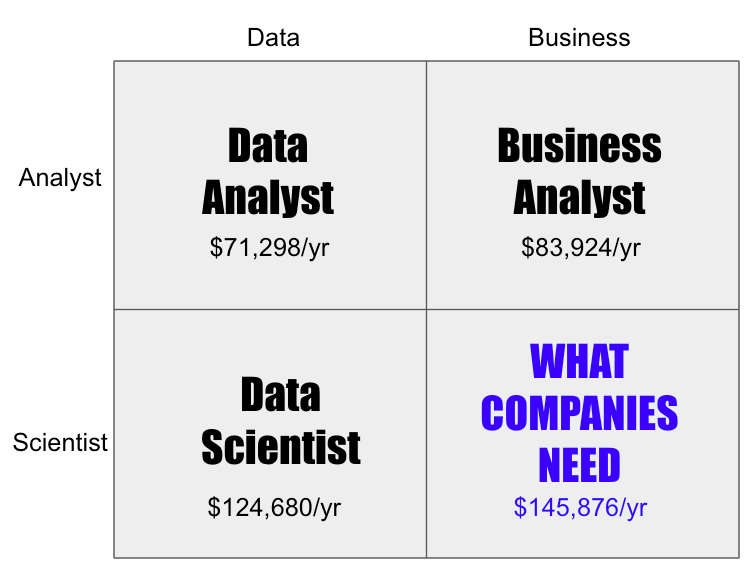 Data
Business
Analyst
Data
Analyst
$71,298/yr
Business
Analyst
$83,924/yr
Scientist
Data
Scientist
$124,680/yr
WHAT
COMPANIES
NEED
$145,876/yr